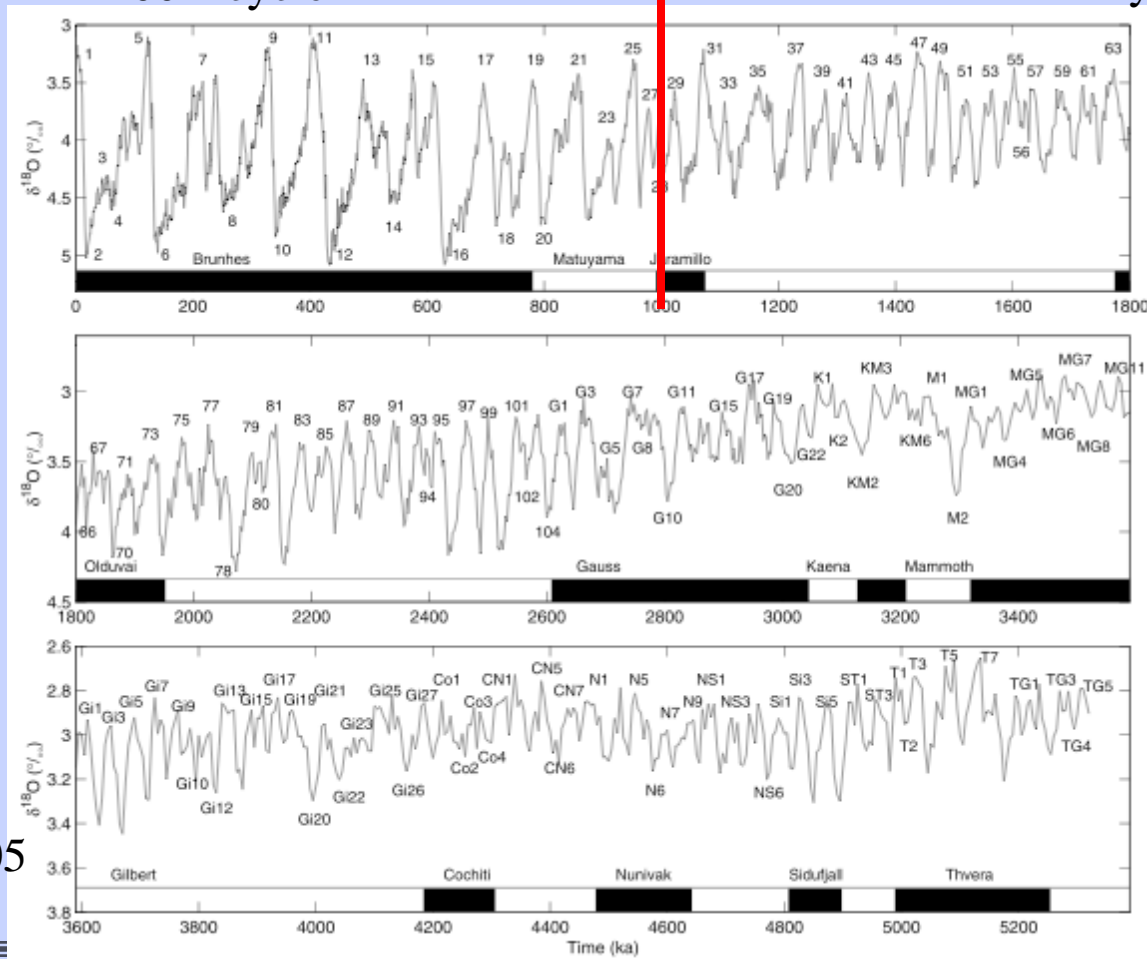 3
3.5
4
4.5
5
δ18O (°/°°)
1 5 7 9 11 13 15 17 19 21 25 27 29 31 33 35 37 39 41 43 45 47 49 51 53 55 57 59 61 63
3 23 56
2 4 6 8 10 12 14 16 18 20
Brunhes Matuyama
0 200 400 600 800 1000 1200 1400 1600 1800
3
3.5
4
4.5
δ18O (°/°°)
67 71 73 75 77 79 81 83 85 87 89 91 93 95 97 99 101 G1 G3 G5 G7 G8 G11 G15 G17 G19 K1 KM3 M1 MG1 MG5 MG7 MG11
66 70 78 80 94 102 104 G10 G20 G22 K2 KM2 KM6 M2 MG4 MG6 MG8
Olduvai Gauss Kaena Mammoth
1800 2000 2200 2400 2600 2800 3000 3200 3400
2.6
2.8
3.0
3.2
3.4
3.6
3.8
δ18O (°/°°)
Gi1 Gi3 Gi5 Gi7 Gi9 Gi13 Gi15 Gi17 Gi19 Gi21 Gi23 Gi25 Gi27 Co1 Co3 CN1 CN5 CN7 N1 N5 N7 NS1 N9 NS3 Si1 Si3 Si5 ST1 ST3 T1 T3 T5 T7 TG1 TG3 TG5
Gi10 Gi12 Gi20 Gi22 Gi26 Co2 Co4 CN6 N6 NS6 T2 TG4
Gilbert Cochiti Nunivak Sidufjall Thvera
3600 3800 4000 4200 4400 4600 4800 5000 5200
Time (ka)